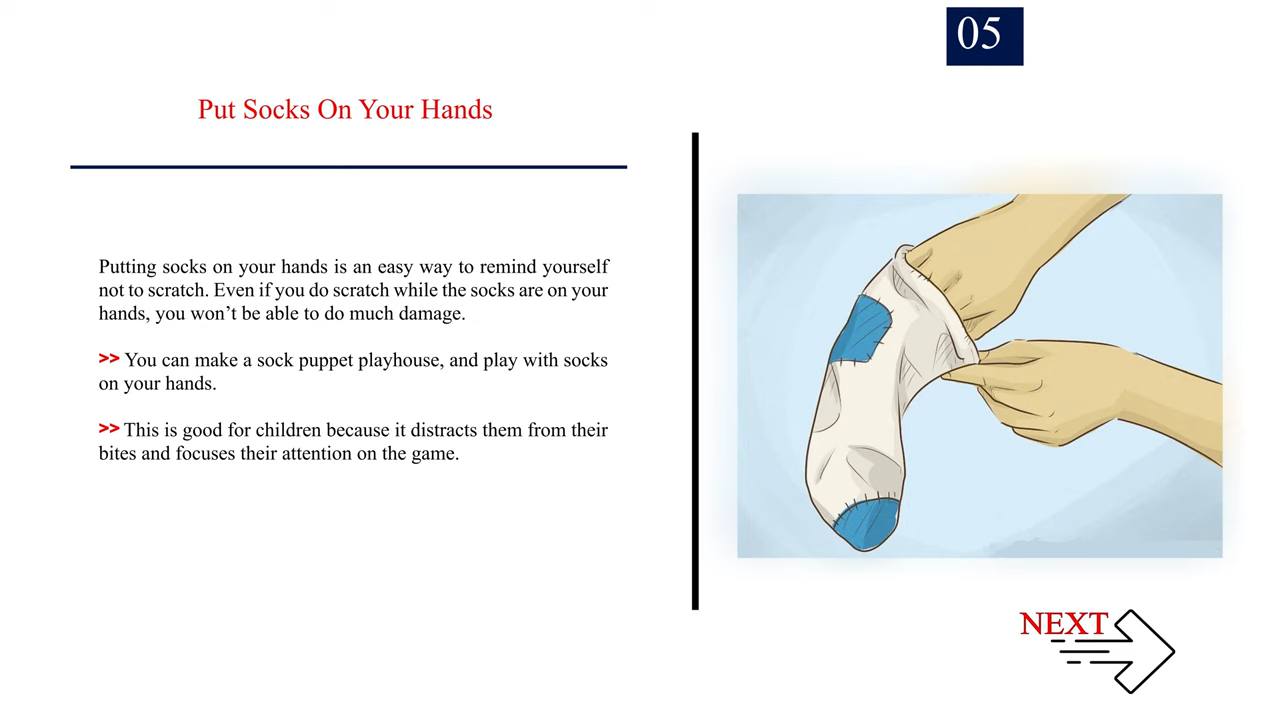 05
Put Socks On Your Hands
Putting socks on your hands is an easy way to remind yourself
not to scratch. Even if you do scratch while the socks are on your
hands, you won’t be able to do much damage.
>> You can make a sock puppet playhouse, and play with socks
on your hands.
>> This is good for children because it distracts them from their
bites and focuses their attention on the game.
NEXT